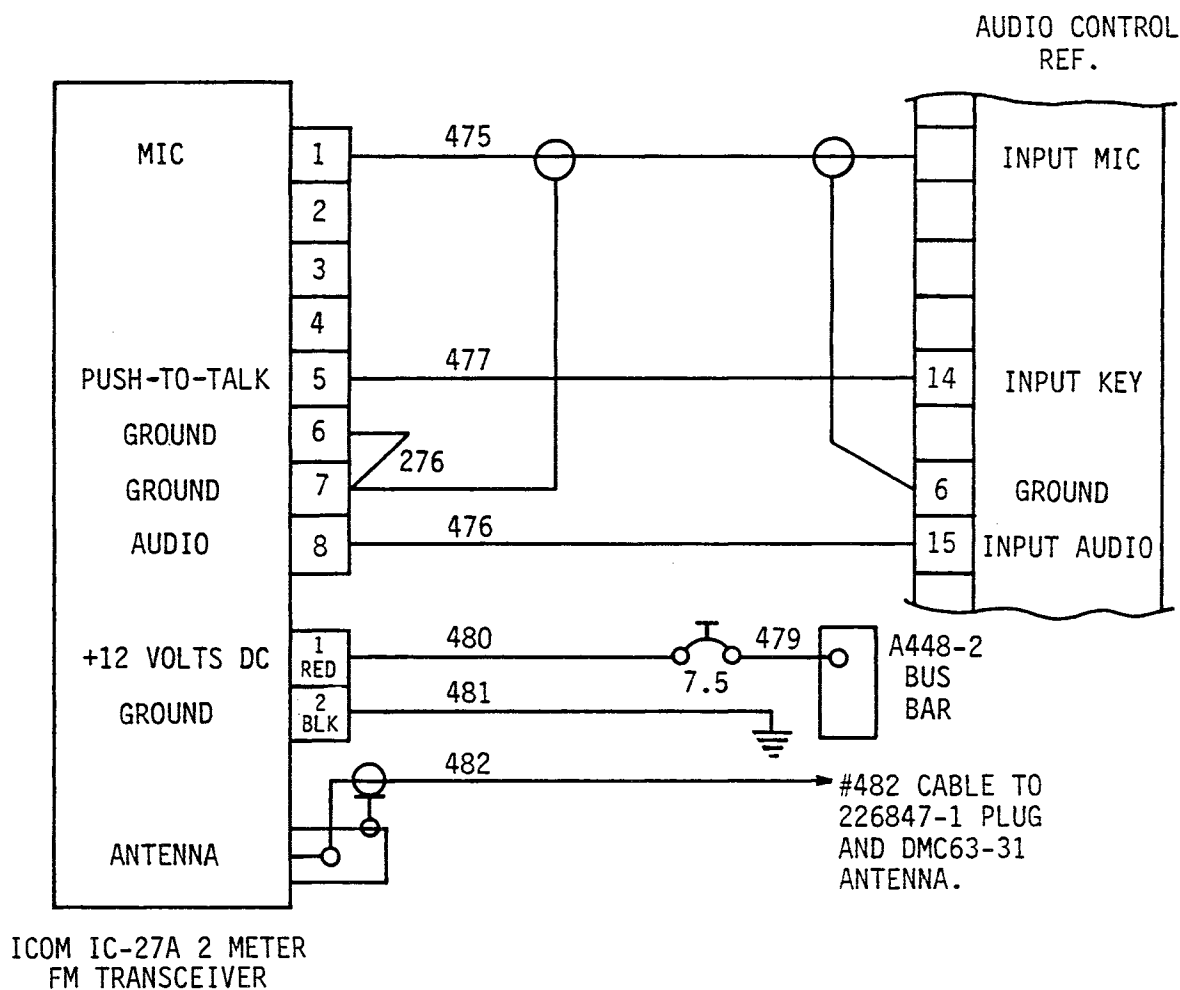 AUDIO CONTROL
REF.
MIC
1
475
INPUT MIC
2
3
4
PUSH-TO-TALK
5
477
14
INPUT KEY
GROUND
6
276
GROUND
7
6
GROUND
AUDIO
8
476
15
INPUT AUDIO
+12 VOLTS DC
1
RED
480
7.5
479
A448-2
BUS
BAR
GROUND
2
BLK
481
482
#482 CABLE TO
226847-1 PLUG
AND DMC63-31
ANTENNA.
ANTENNA
ICOM IC-27A 2 METER
FM TRANSCEIVER